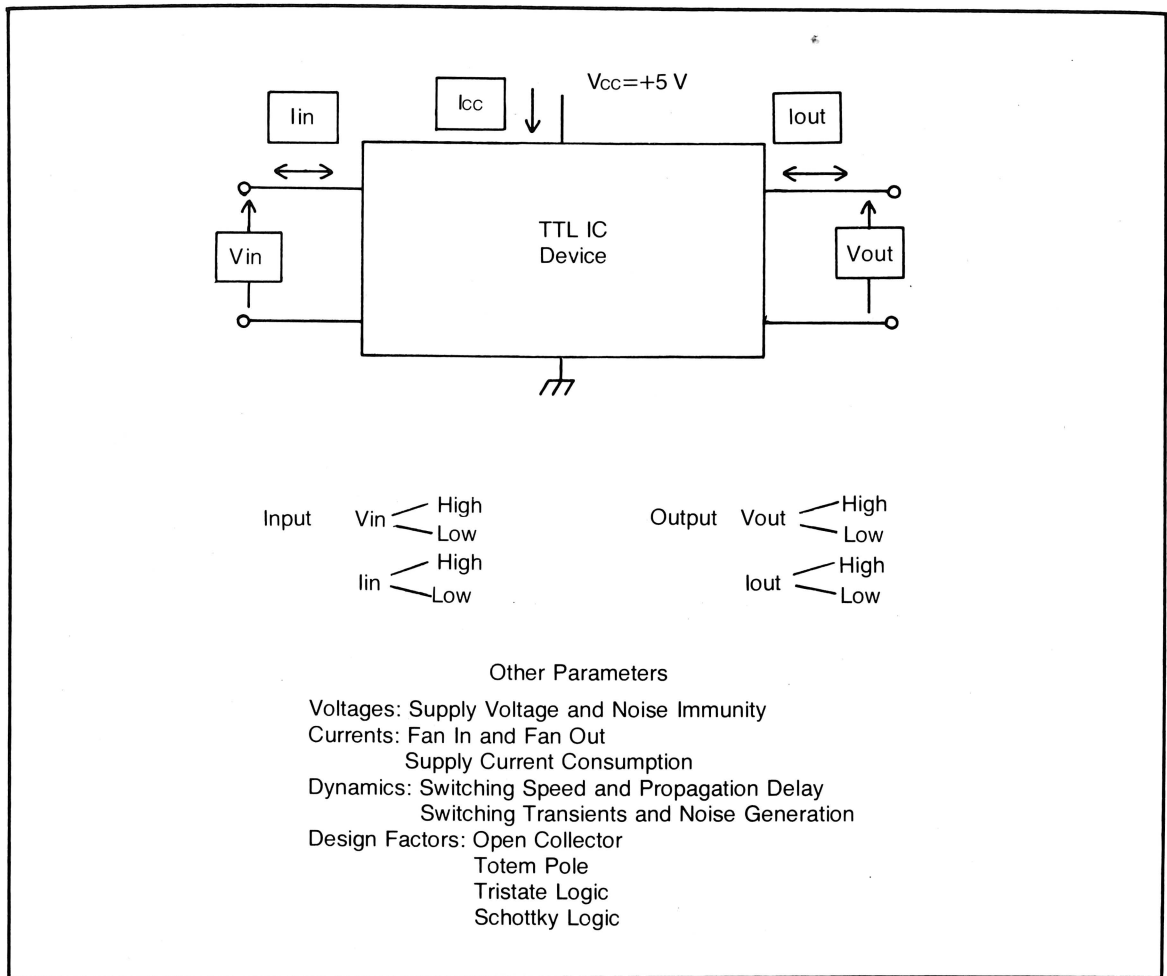 Vcc=+5 V
Iin
Icc
Iout
Vin
TTL IC
Device
Vout
Input Vin High
Low
Iin High
Low
Output Vout High
Low
Iout High
Low
Other Parameters
Voltages: Supply Voltage and Noise Immunity
Currents: Fan In and Fan Out
Supply Current Consumption
Dynamics: Switching Speed and Propagation Delay
Switching Transients and Noise Generation
Design Factors: Open Collector
Totem Pole
Tristate Logic
Schottky Logic